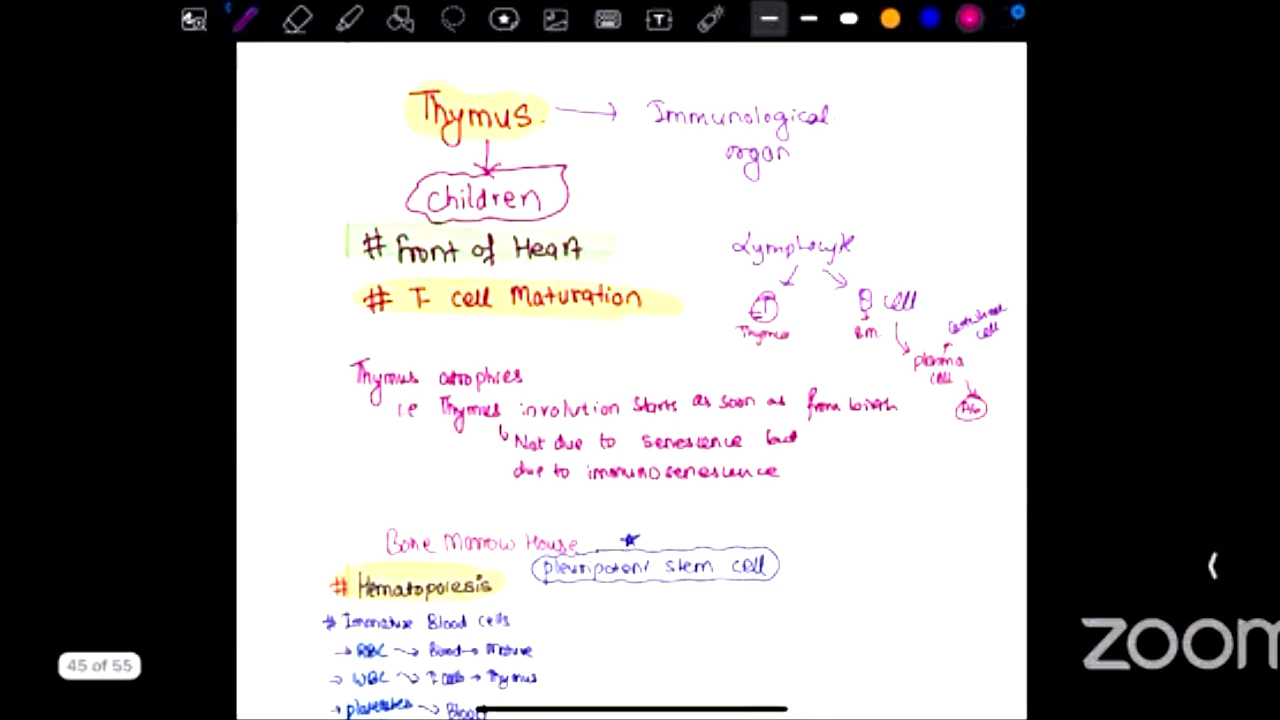 T
Thymus. → Immunological
organ
Children
# Front of Heart
# T- cell Maturation
Lymphocyte
T B cell
Thymus B.M.
plasma
cell
Thymus atrophies
i.e Thymus involution starts as soon as from birth
Not due to senescence but
due to immunosenescence
Bone Marrow House
pleuripotent stem cell
# Hematopoiesis
# Immature Blood cells
→ RBC → Blood → Mature
→ WBC → T cells → Thymus
→ platelets → Blood
45 of 55
zoom